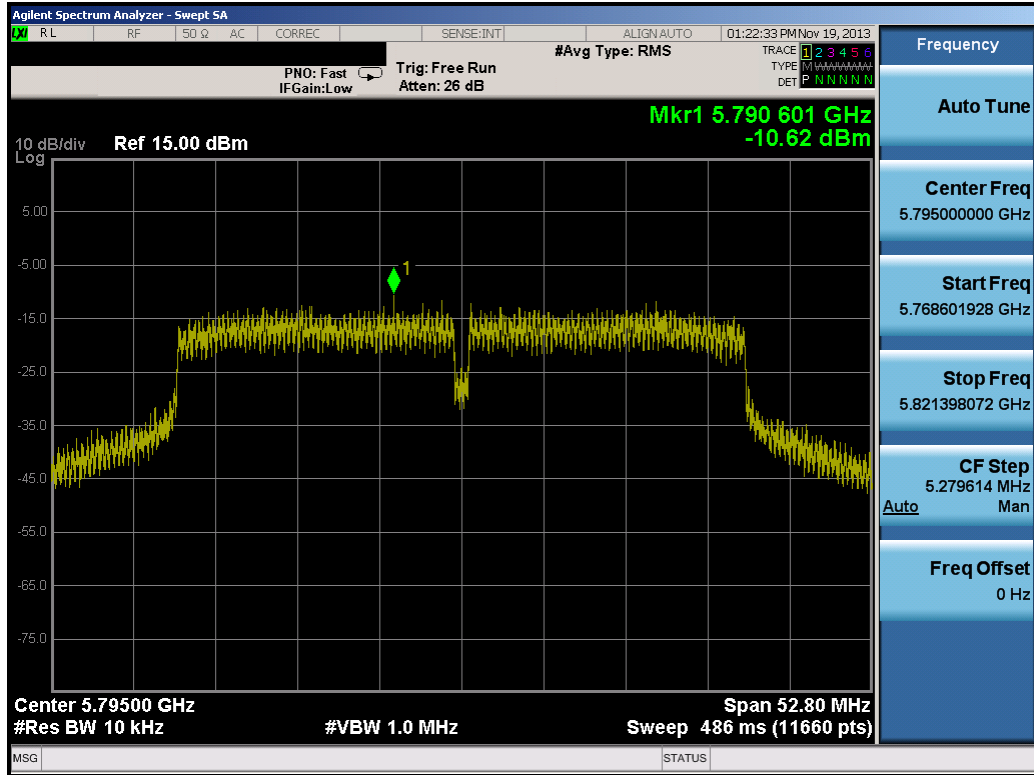 Agilent Spectrum Analyzer - Swept SA
LXI RL RF 50 Ω AC CORREC SENSE:INT ALIGN AUTO 01:22:33 PM Nov 19, 2013
Frequency
PNO: Fast
IFGain:Low
Trig: Free Run
Atten: 26 dB
#Avg Type: RMS
TRACE 1 2 3 4 5 6
TYPE M WWWWW
DET P N N N N N
Auto Tune
Mkr1 5.790 601 GHz
-10.62 dBm
10 dB/div Ref 15.00 dBm
Log
5.00
-5.00
-15.0
-25.0
-35.0
-45.0
-55.0
-65.0
-75.0
1
Center Freq
5.795000000 GHz
Start Freq
5.768601928 GHz
Stop Freq
5.821398072 GHz
CF Step
5.279614 MHz
Auto Man
Freq Offset
0 Hz
Center 5.79500 GHz Span 52.80 MHz
#Res BW 10 kHz #VBW 1.0 MHz Sweep 486 ms (11660 pts)
MSG STATUS